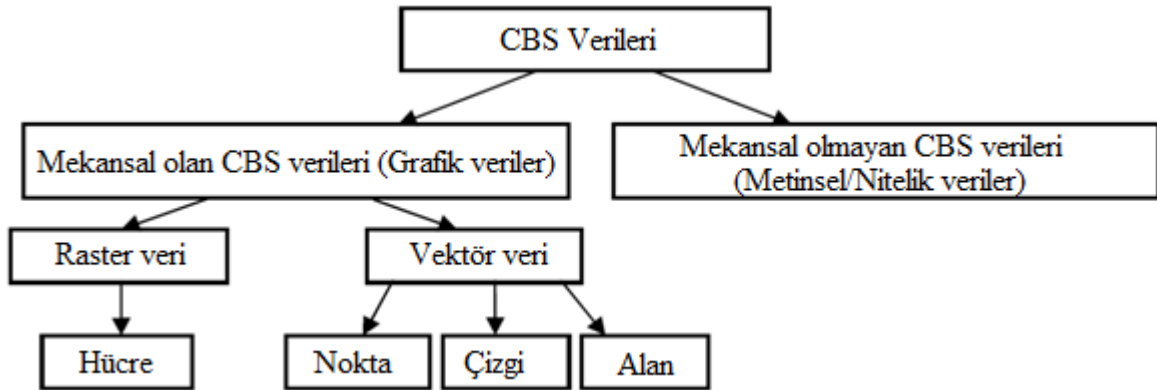 CBS Verileri
Mekansal olan CBS verileri (Grafik veriler)
Mekansal olmayan CBS verileri
(Metinsel/Nitelik veriler)
Raster veri
Vektör veri
Hücre
Nokta
Çizgi
Alan